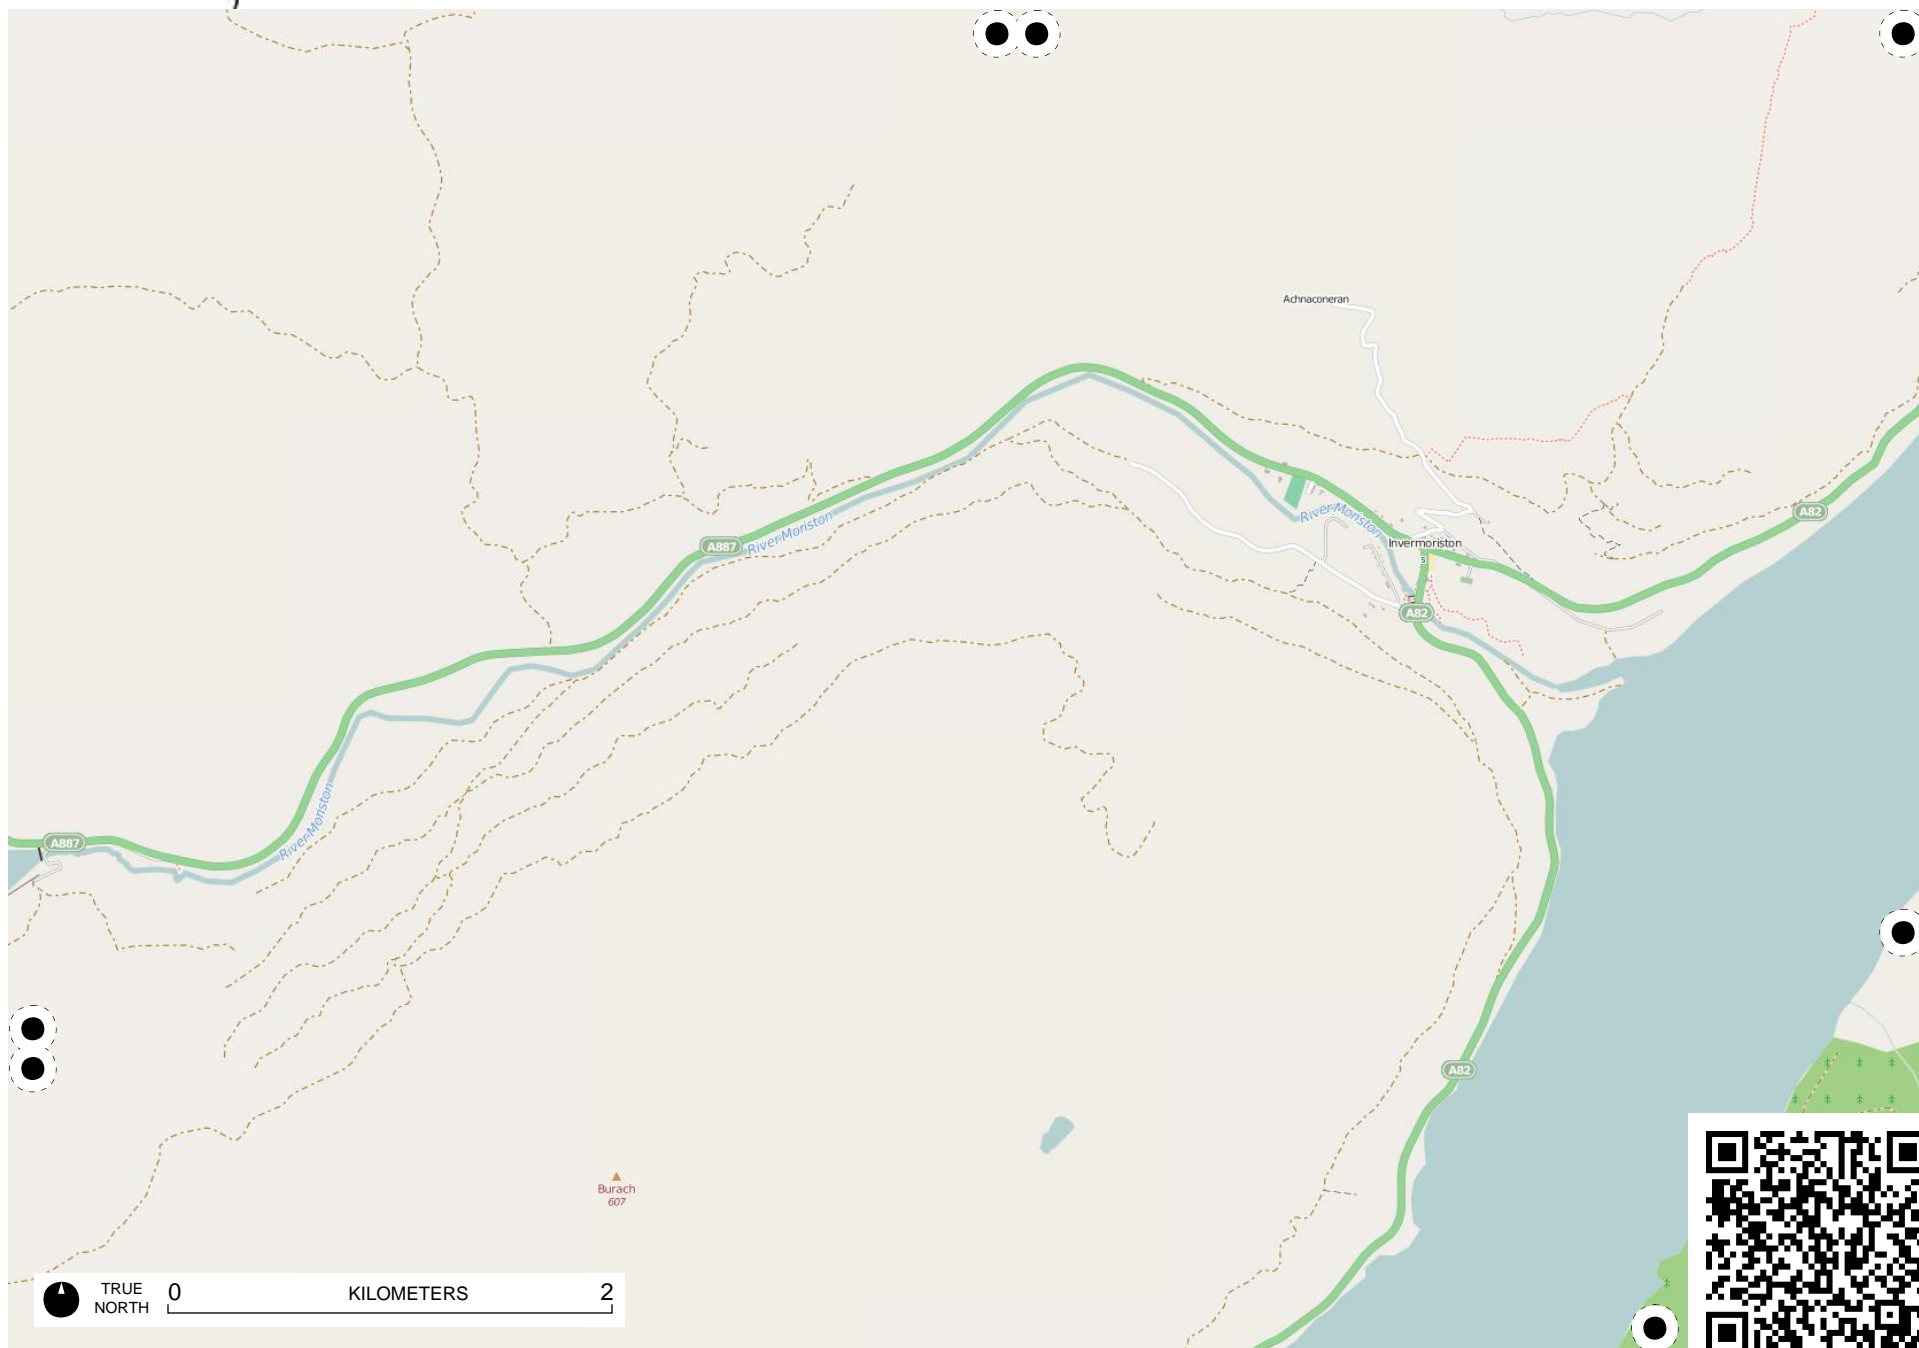 Achnaconeran
A82
River Moriston
Invermoriston
S
A887
River Moriston
A82
River Moriston
A887
A82
Burach
607
TRUE
NORTH
0 KILOMETERS 2